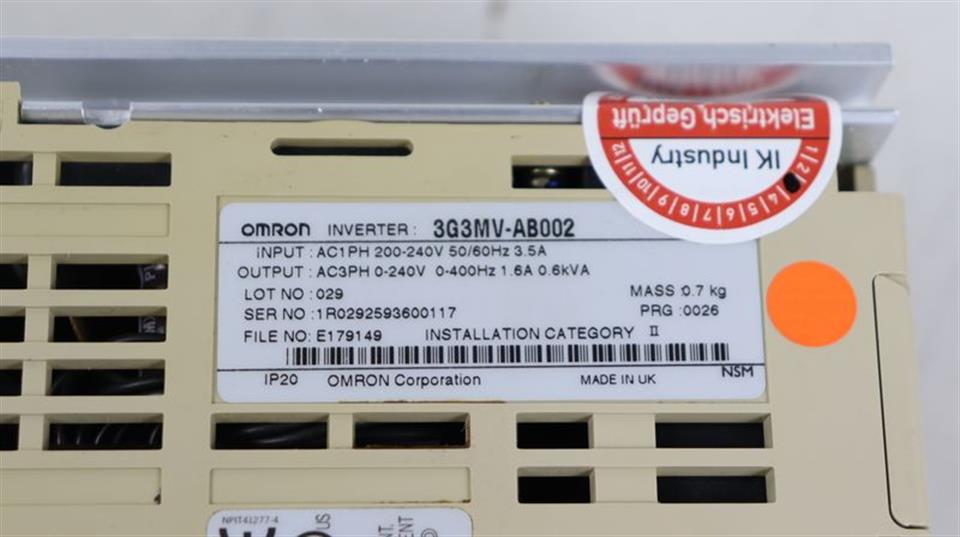 Elektrisch Geprüft
IK Industry
1 2 4 5 6 7 8 9 10 11 12
OMRON INVERTER : 3G3MV-AB002
INPUT : AC1PH 200-240V 50/60Hz 3.5A
OUTPUT : AC3PH 0-240V 0-400Hz 1.6A 0.6kVA
LOT NO : 029 MASS : 0.7 kg
SER NO : 1R0292593600117 PRG : 0026
FILE NO: E179149 INSTALLATION CATEGORY II
NSM
IP20 OMRON Corporation MADE IN UK
NPIT41277-4
US